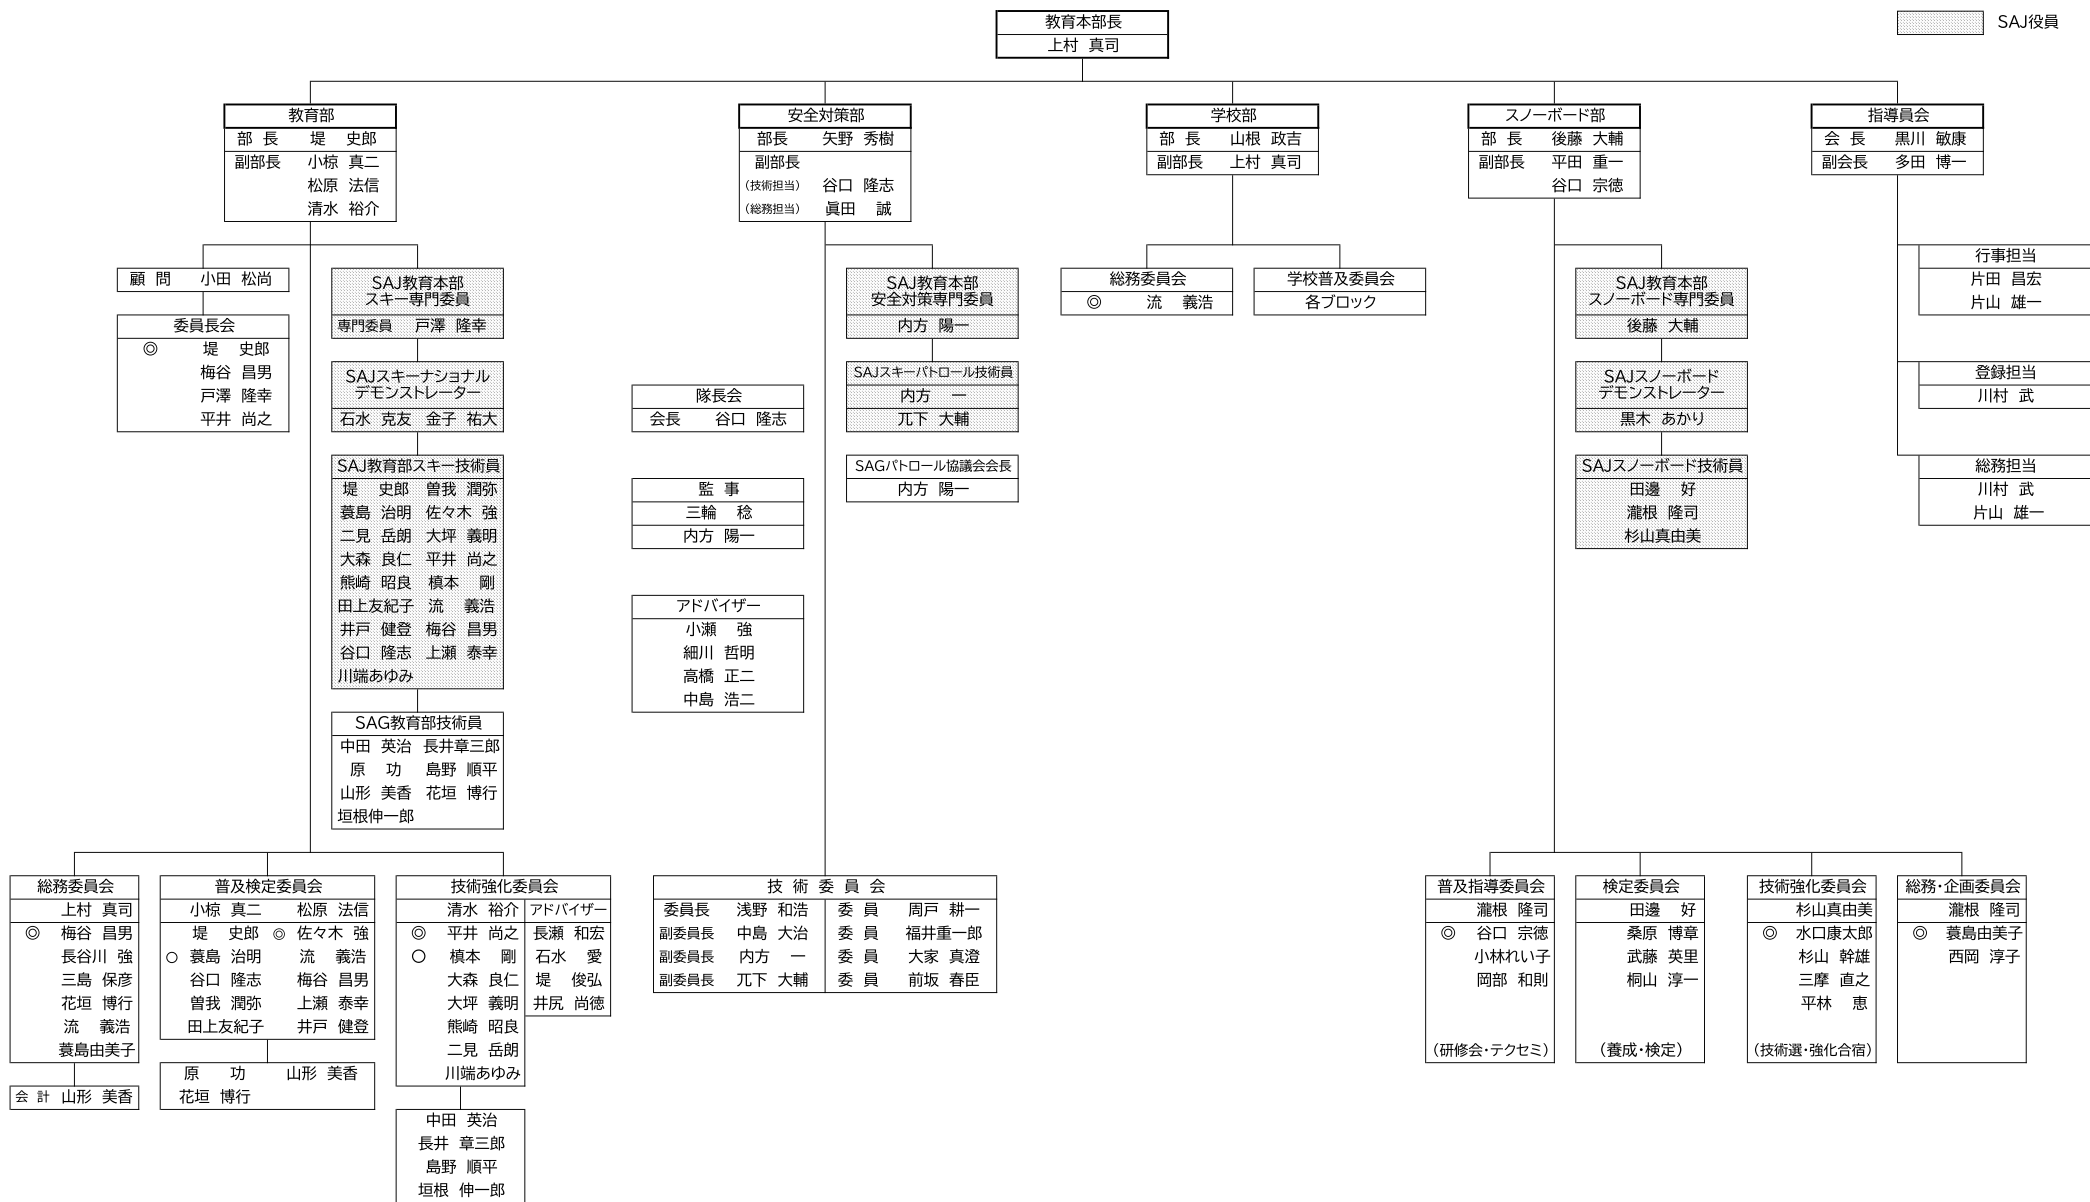 教育本部長
上村 真司
SAJ役員
教育部
部 長 堤 史郎
副部長 小椋 真二
松原 法信
清水 裕介
安全対策部
部長 矢野 秀樹
副部長
(技術担当) 谷口 隆志
(総務担当) 眞田 誠
学校部
部 長 山根 政吉
副部長 上村 真司
スノーボード部
部 長 後藤 大輔
副部長 平田 重一
谷口 宗徳
指導員会
会 長 黒川 敏康
副会長 多田 博一
顧 問 小田 松尚
委員長会
◎ 堤 史郎
梅谷 昌男
戸澤 隆幸
平井 尚之
SAJ教育本部
スキー専門委員
専門委員 戸澤 隆幸
SAJスキーナショナル
デモンストレーター
石水 克友 金子 祐大
SAJ教育部スキー技術員
堤 史郎 曽我 潤弥
蓑島 治明 佐々木 強
二見 岳朗 大坪 義明
大森 良仁 平井 尚之
熊崎 昭良 槙本 剛
田上友紀子 流 義浩
井戸 健登 梅谷 昌男
谷口 隆志 上瀬 泰幸
川端あゆみ
SAG教育部技術員
中田 英治 長井章三郎
原 功 島野 順平
山形 美香 花垣 博行
垣根伸一郎
隊長会
会長 谷口 隆志
監 事
三輪 稔
内方 陽一
アドバイザー
小瀬 強
細川 哲明
高橋 正二
中島 浩二
SAJ教育本部
安全対策専門委員
内方 陽一
SAJスキーパトロール技術員
内方 一
兀下 大輔
SAGパトロール協議会会長
内方 陽一
総務委員会
◎ 流 義浩
学校普及委員会
各ブロック
SAJ教育本部
スノーボード専門委員
後藤 大輔
SAJスノーボード
デモンストレーター
黒木 あかり
SAJスノーボード技術員
田邊 好
瀧根 隆司
杉山真由美
行事担当
片田 昌宏
片山 雄一
登録担当
川村 武
総務担当
川村 武
片山 雄一
総務委員会
上村 真司
◎ 梅谷 昌男
長谷川 強
三島 保彦
花垣 博行
流 義浩
蓑島由美子
会 計 山形 美香
普及検定委員会
小椋 真二 松原 法信
堤 史郎 ◎ 佐々木 強
○ 蓑島 治明 流 義浩
谷口 隆志 梅谷 昌男
曽我 潤弥 上瀬 泰幸
田上友紀子 井戸 健登
原 功 山形 美香
花垣 博行
技術強化委員会
清水 裕介 アドバイザー
◎ 平井 尚之 長瀬 和宏
○ 槙本 剛 石水 愛
大森 良仁 堤 俊弘
大坪 義明 井尻 尚徳
熊崎 昭良
二見 岳朗
川端あゆみ
中田 英治
長井 章三郎
島野 順平
垣根 伸一郎
技 術 委 員 会
委員長 浅野 和浩 委 員 周戸 耕一
副委員長 中島 大治 委 員 福井重一郎
副委員長 内方 一 委 員 大家 真澄
副委員長 兀下 大輔 委 員 前坂 春臣
普及指導委員会
瀧根 隆司
◎ 谷口 宗徳
小林れい子
岡部 和則
(研修会・テクセミ)
検定委員会
田邊 好
桑原 博章
武藤 英里
桐山 淳一
(養成・検定)
技術強化委員会
杉山真由美
◎ 水口康太郎
杉山 幹雄
三摩 直之
平林 恵
(技術選・強化合宿)
総務・企画委員会
瀧根 隆司
◎ 蓑島由美子
西岡 淳子